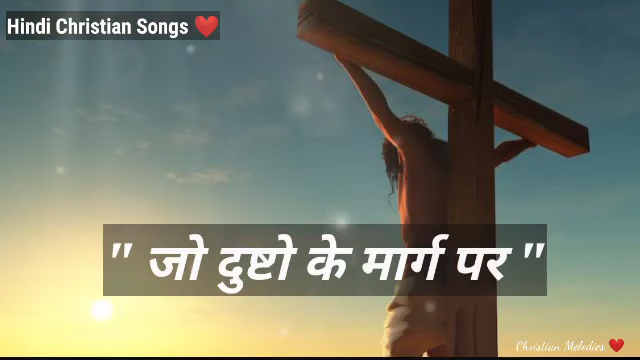 Hindi Christian Songs ❤️
" जो दुष्टो के मार्ग पर "
Christian Melodies ❤️